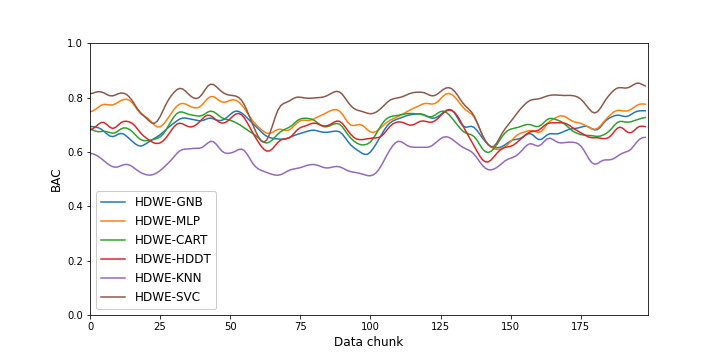 1.0
0.8
0.6
0.4
0.2
0.0
BAC
HDWE-GNB
HDWE-MLP
HDWE-CART
HDWE-HDDT
HDWE-KNN
HDWE-SVC
0 25 50 75 100 125 150 175
Data chunk